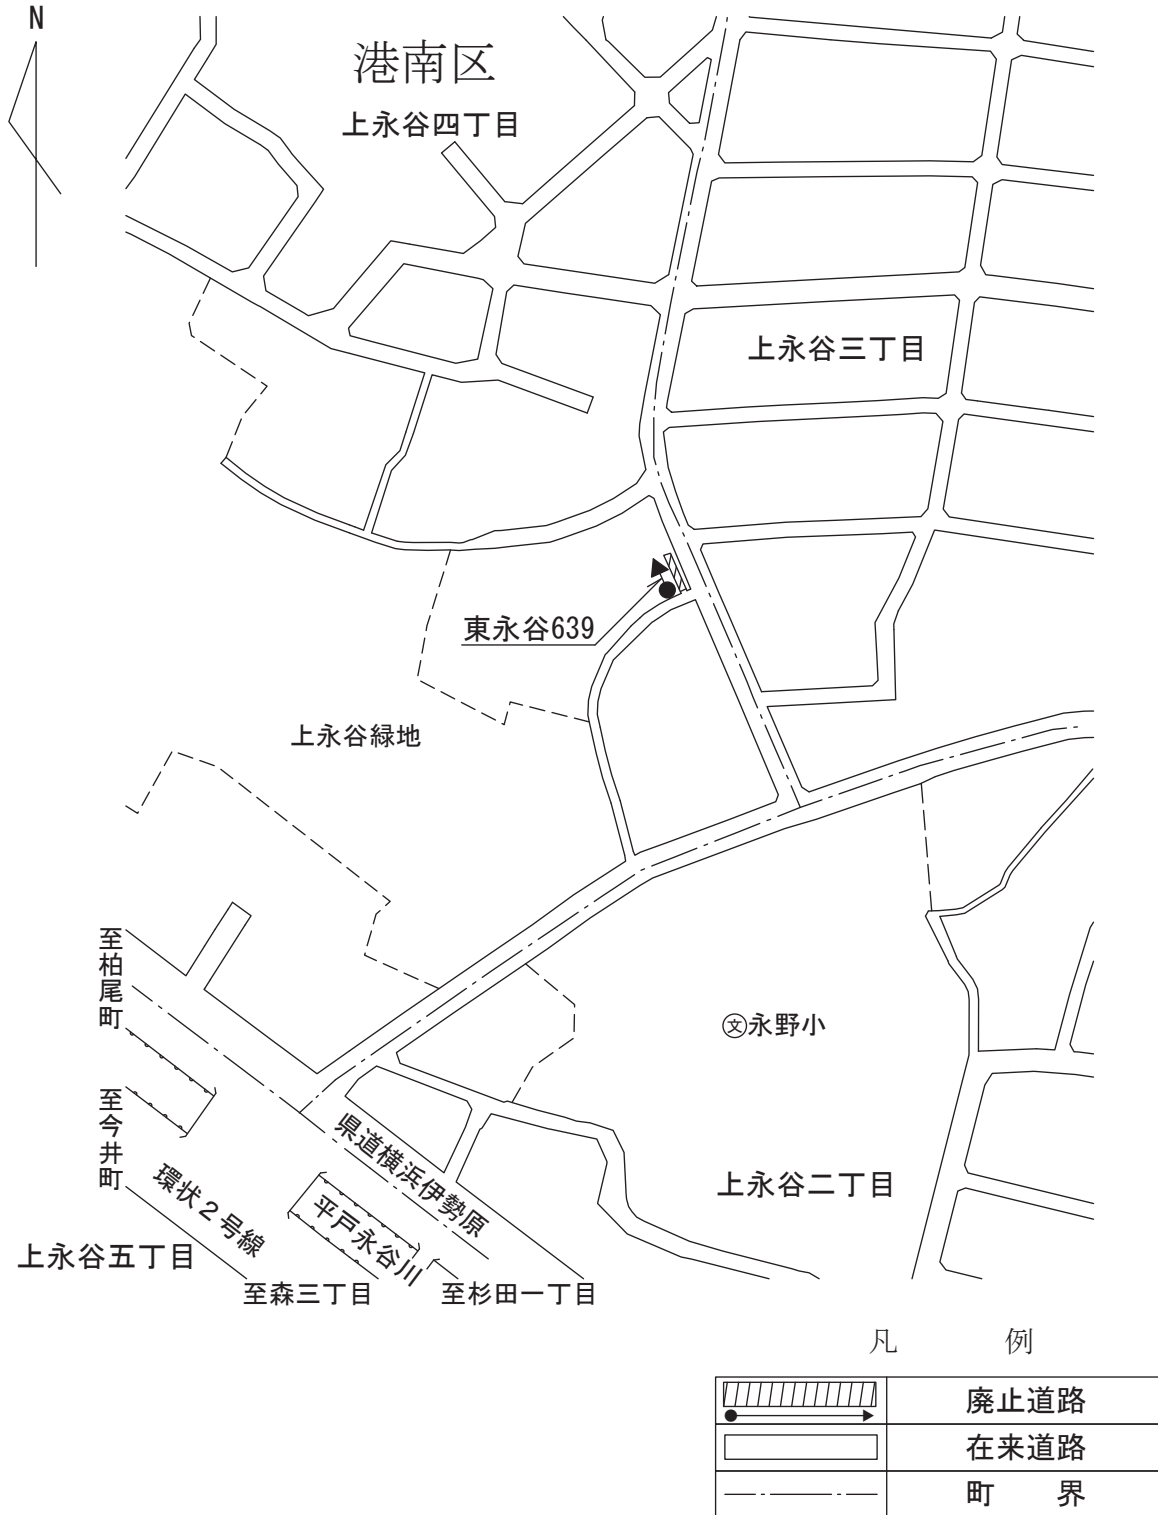 N
港南区
上永谷四丁目
上永谷三丁目
東永谷639
上永谷緑地
至柏尾町
文永野小
至今井町
県道横浜伊勢原
環状2号線
平戸永谷川
上永谷二丁目
上永谷五丁目
至森三丁目
至杉田一丁目
凡 例
廃止道路
在来道路
町 界